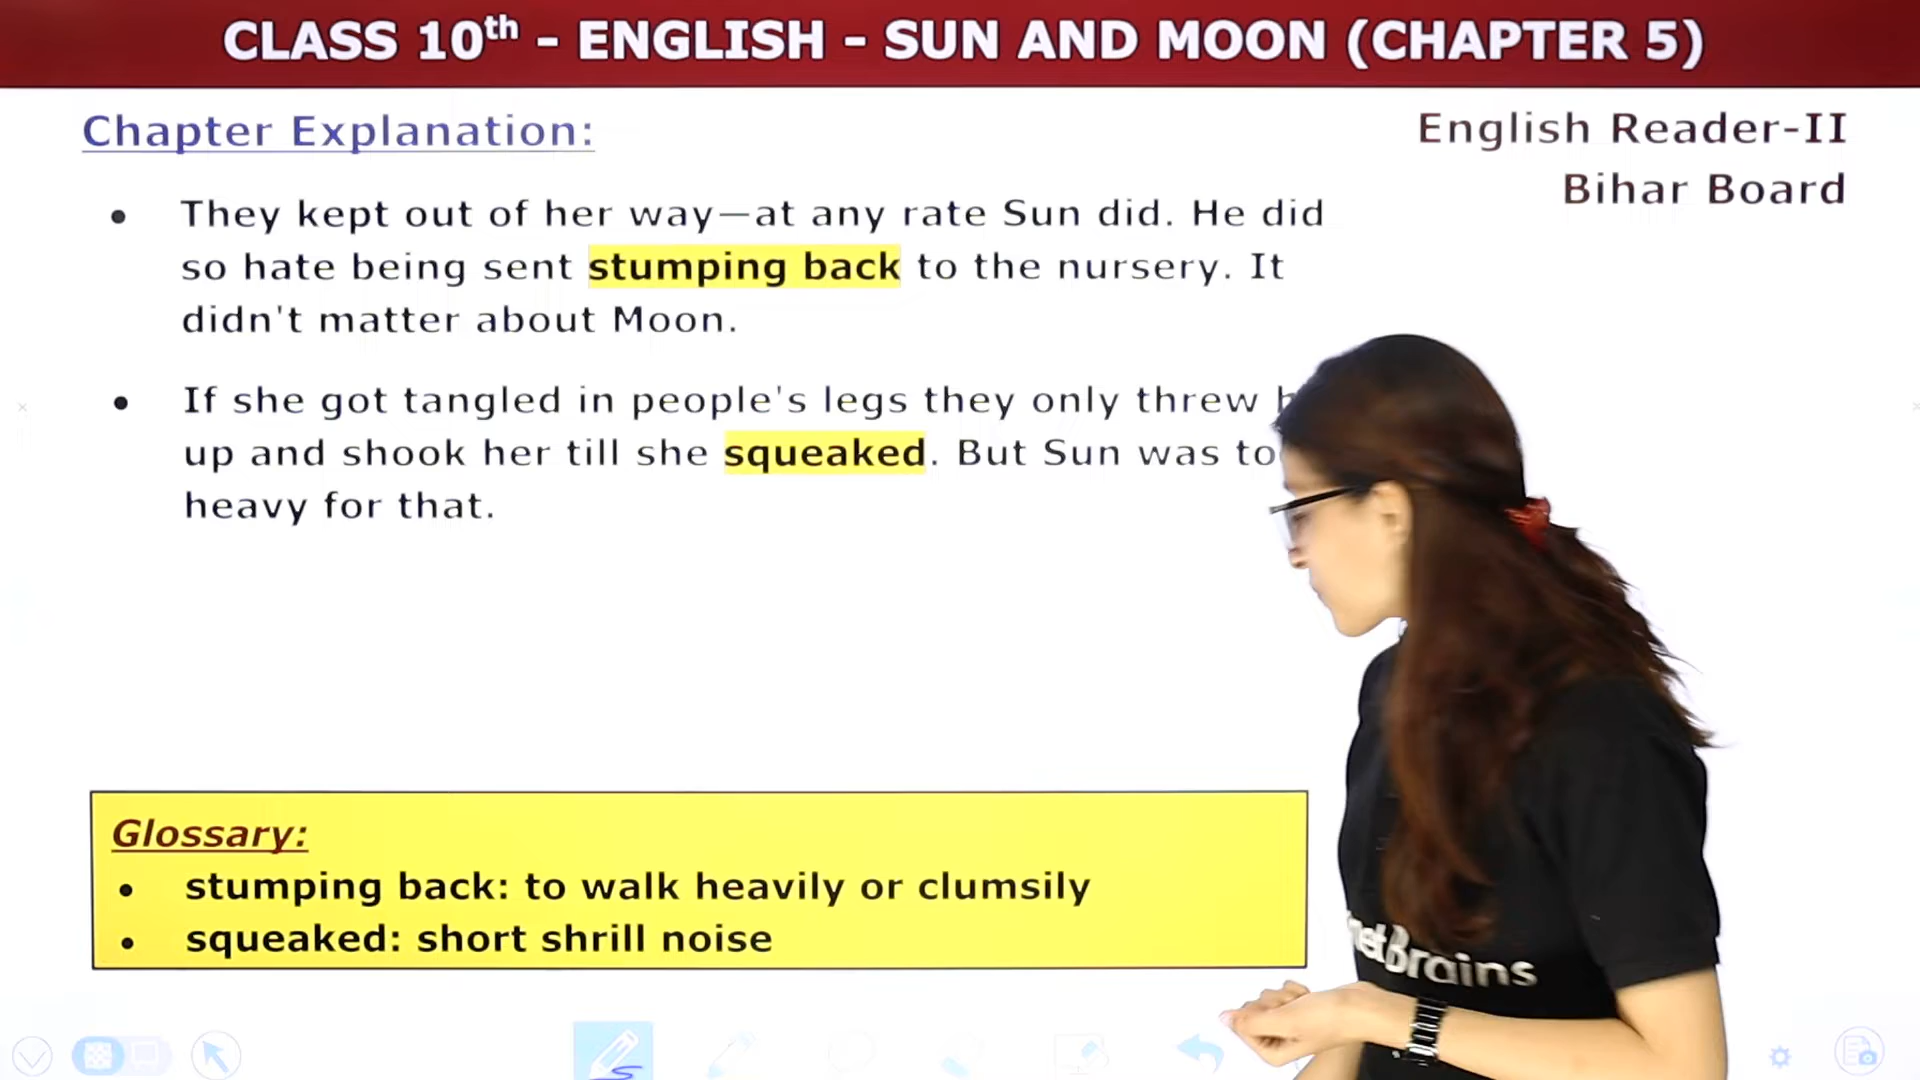 CLASS 10th - ENGLISH - SUN AND MOON (CHAPTER 5)
Chapter Explanation:
English Reader-II
Bihar Board
• They kept out of her way—at any rate Sun did. He did
so hate being sent stumping back to the nursery. It
didn't matter about Moon.
• If she got tangled in people's legs they only threw
up and shook her till she squeaked. But Sun was
heavy for that.
Glossary:
• stumping back: to walk heavily or clumsily
• squeaked: short shrill noise
Brains